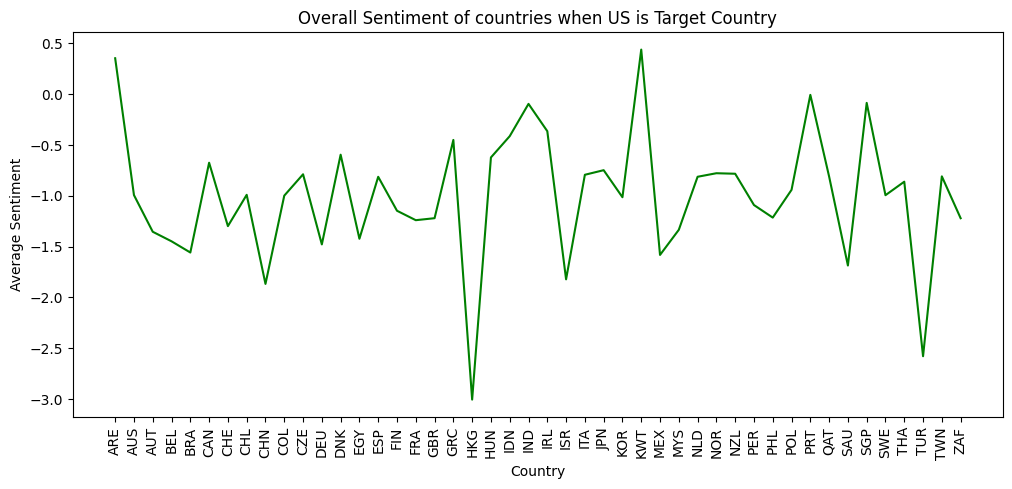 Overall Sentiment of countries when US is Target Country
Average Sentiment
0.5
0.0
−0.5
−1.0
−1.5
−2.0
−2.5
−3.0
ARE AUS AUT BEL BRA CAN CHE CHL CHN COL CZE DEU DNK EGY ESP FIN FRA GBR GRC HKG HUN IDN IND IRL ISR ITA JPN KOR KWT MEX MYS NLD NOR NZL PER PHL POL PRT QAT SAU SGP SWE THA TUR TWN ZAF
Country